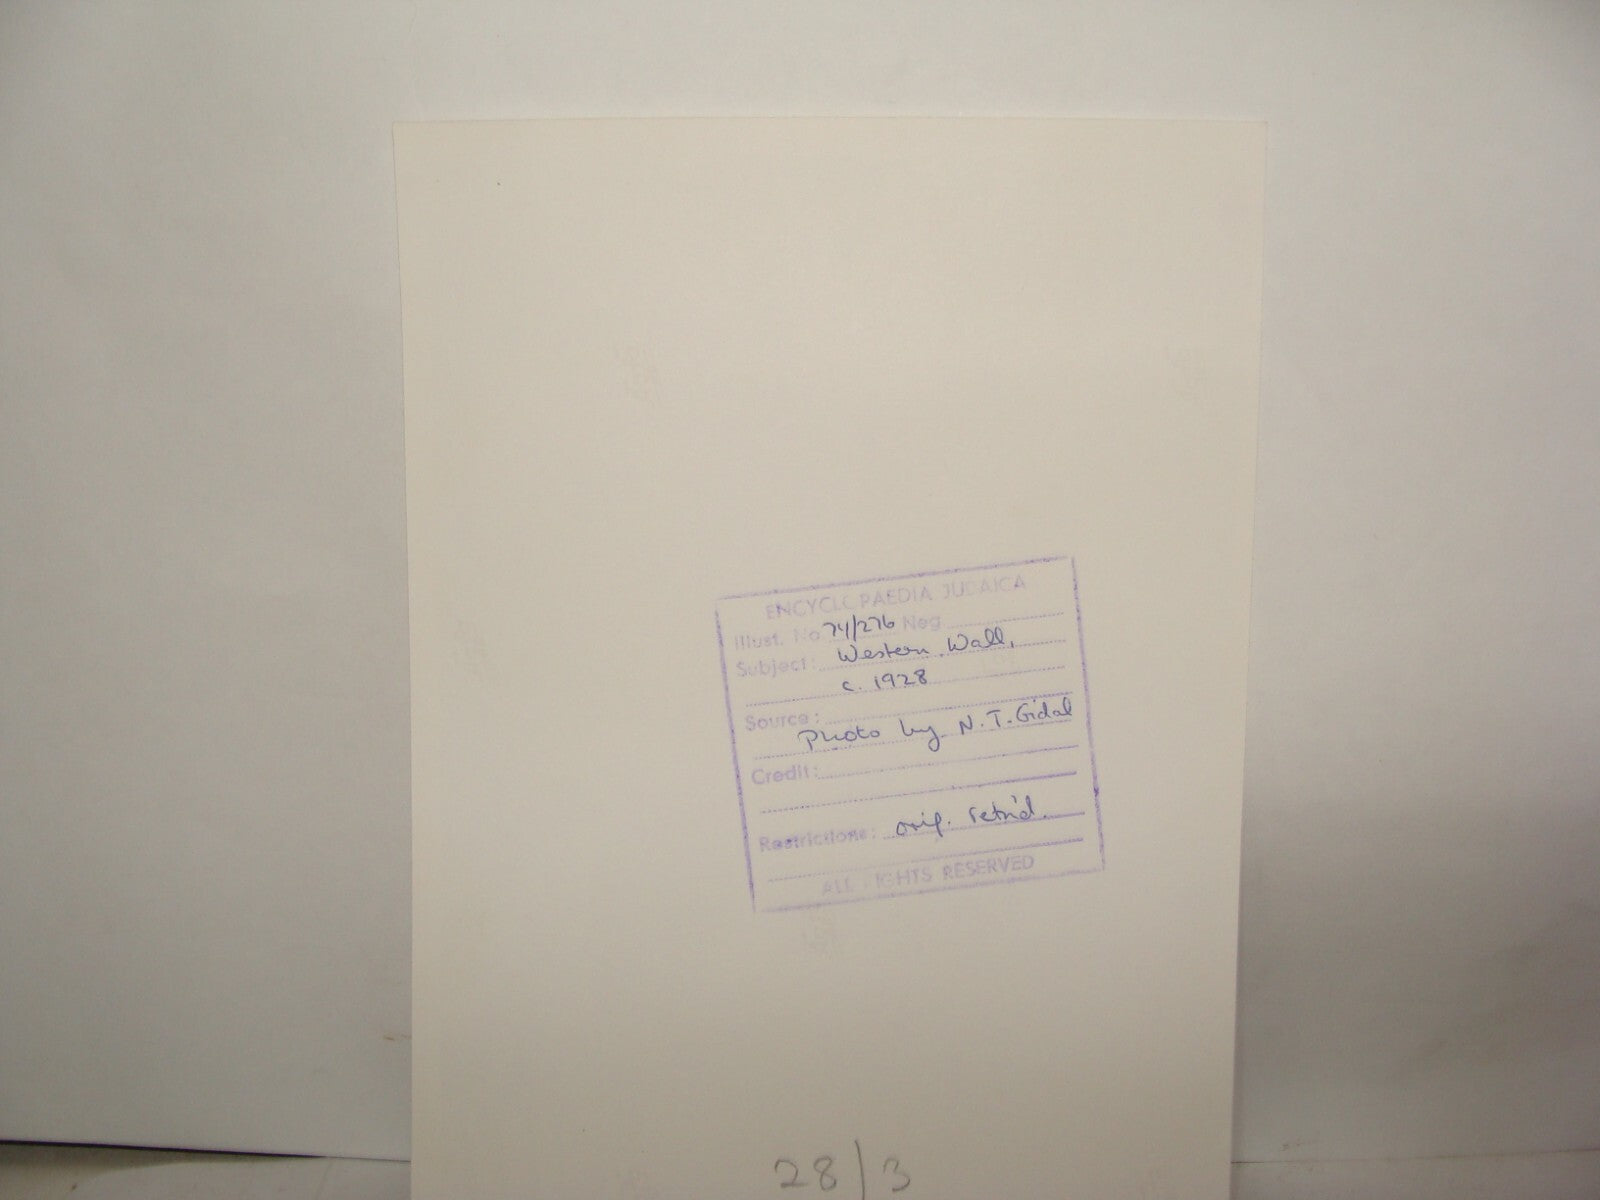 ENCYCLOPAEDIA JUDAICA
Illust. No 74/276 Neg
Subject: Western Wall,
c. 1928
Source:
Photo by N.T. Gidal
Credit:
Restrictions: orig. retn'd.
ALL RIGHTS RESERVED
28/3